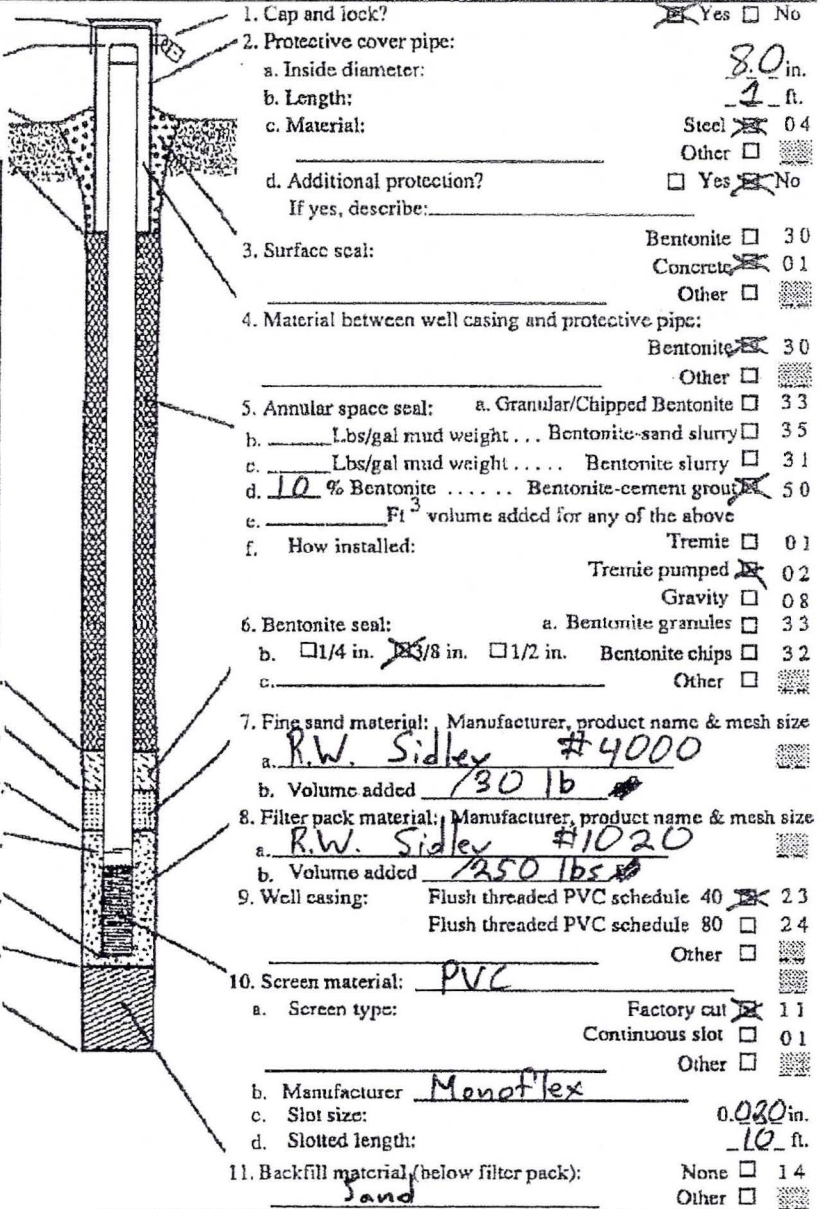 1. Cap and lock? ☒ Yes ☐ No
2. Protective cover pipe:
a. Inside diameter: 8.0 in.
b. Length: 1 ft.
c. Material: Steel ☒ 04
Other ☐
d. Additional protection? ☐ Yes ☒ No
If yes, describe:
3. Surface seal: Bentonite ☐ 30
Concrete ☒ 01
Other ☐
4. Material between well casing and protective pipe:
Bentonite ☒ 30
Other ☐
5. Annular space seal: a. Granular/Chipped Bentonite ☐ 33
b. ____ Lbs/gal mud weight ... Bentonite-sand slurry ☐ 35
c. ____ Lbs/gal mud weight ..... Bentonite slurry ☐ 31
d. 10 % Bentonite ...... Bentonite-cement grout ☒ 50
e. ____ Ft³ volume added for any of the above
f. How installed: Tremie ☐ 01
Tremie pumped ☒ 02
Gravity ☐ 08
6. Bentonite seal: a. Bentonite granules ☐ 33
b. ☐ 1/4 in. ☒ 3/8 in. ☐ 1/2 in. Bentonite chips ☐ 32
c. ____ Other ☐
7. Fine sand material: Manufacturer, product name & mesh size
a. R.W. Sidley #4000
b. Volume added /30 lb
8. Filter pack material: Manufacturer, product name & mesh size
a. R.W. Sidley #1020
b. Volume added /250 lbs
9. Well casing: Flush threaded PVC schedule 40 ☒ 23
Flush threaded PVC schedule 80 ☐ 24
Other ☐
10. Screen material: PVC
a. Screen type: Factory cut ☒ 11
Continuous slot ☐ 01
Other ☐
b. Manufacturer Monoflex
c. Slot size: 0.020 in.
d. Slotted length: 10 ft.
11. Backfill material (below filter pack): None ☐ 14
Sand Other ☐